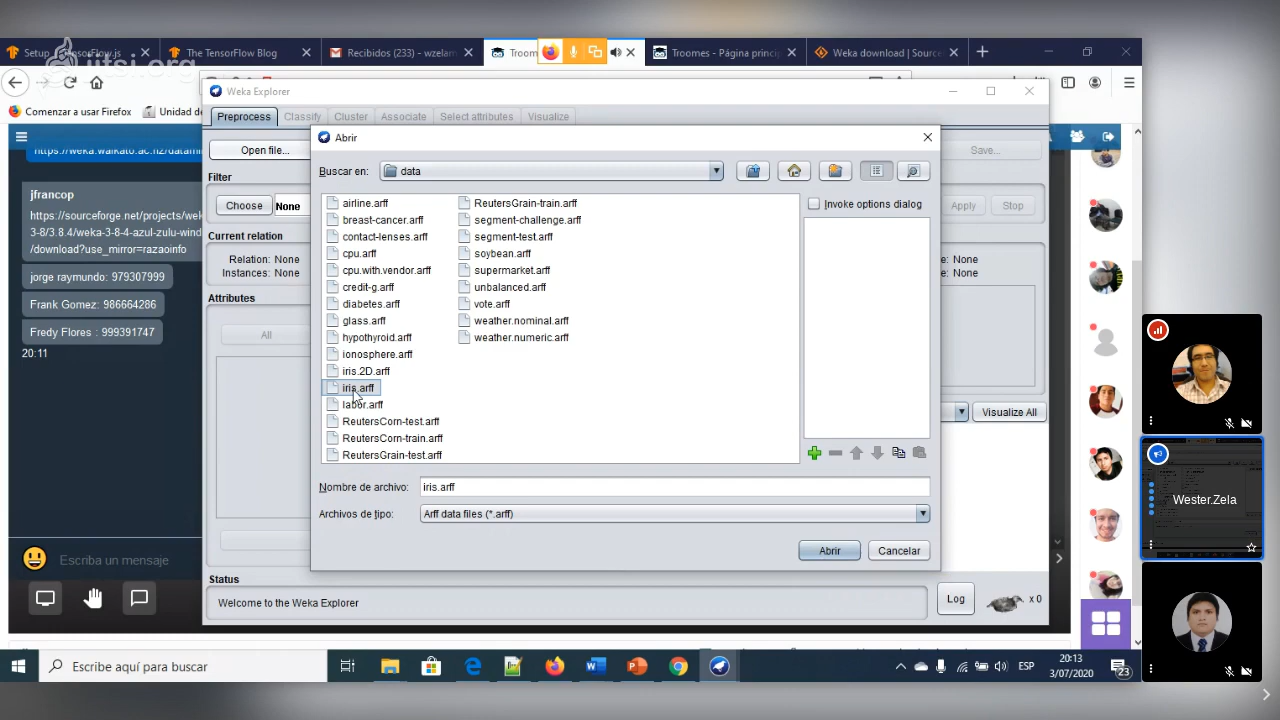 Setup
TensorFlow.js
The TensorFlow Blog
Recibidos (233) - wzelam
Troom
Troomes - Página princip
Weka download | Source
jitsi.org
Comenzar a usar Firefox
Unidad de
Weka Explorer
Preprocess
Classify
Cluster
Associate
Select attributes
Visualize
Open file...
Save...
Filter
Choose
None
Apply
Stop
Current relation
Relation: None
Instances: None
Attributes
All
Visualize All
Status
Welcome to the Weka Explorer
Log
x 0
Abrir
Buscar en:
data
airline.arff
breast-cancer.arff
contact-lenses.arff
cpu.arff
cpu.with.vendor.arff
credit-g.arff
diabetes.arff
glass.arff
hypothyroid.arff
ionosphere.arff
iris.2D.arff
iris.arff
labor.arff
ReutersCorn-test.arff
ReutersCorn-train.arff
ReutersGrain-test.arff
ReutersGrain-train.arff
segment-challenge.arff
segment-test.arff
soybean.arff
supermarket.arff
unbalanced.arff
vote.arff
weather.nominal.arff
weather.numeric.arff
Invoke options dialog
Nombre de archivo:
iris.arff
Archivos de tipo:
Arff data files (*.arff)
Abrir
Cancelar
jfrancop
https://sourceforge.net/projects/wek
3-8/3.8.4/weka-3-8-4-azul-zulu-wind
/download?use_mirror=razaoinfo
jorge raymundo: 979307999
Frank Gomez: 986664286
Fredy Flores : 999391747
20:11
Escriba un mensaje
Wester.Zela
Escribe aquí para buscar
ESP
20:13
3/07/2020
23